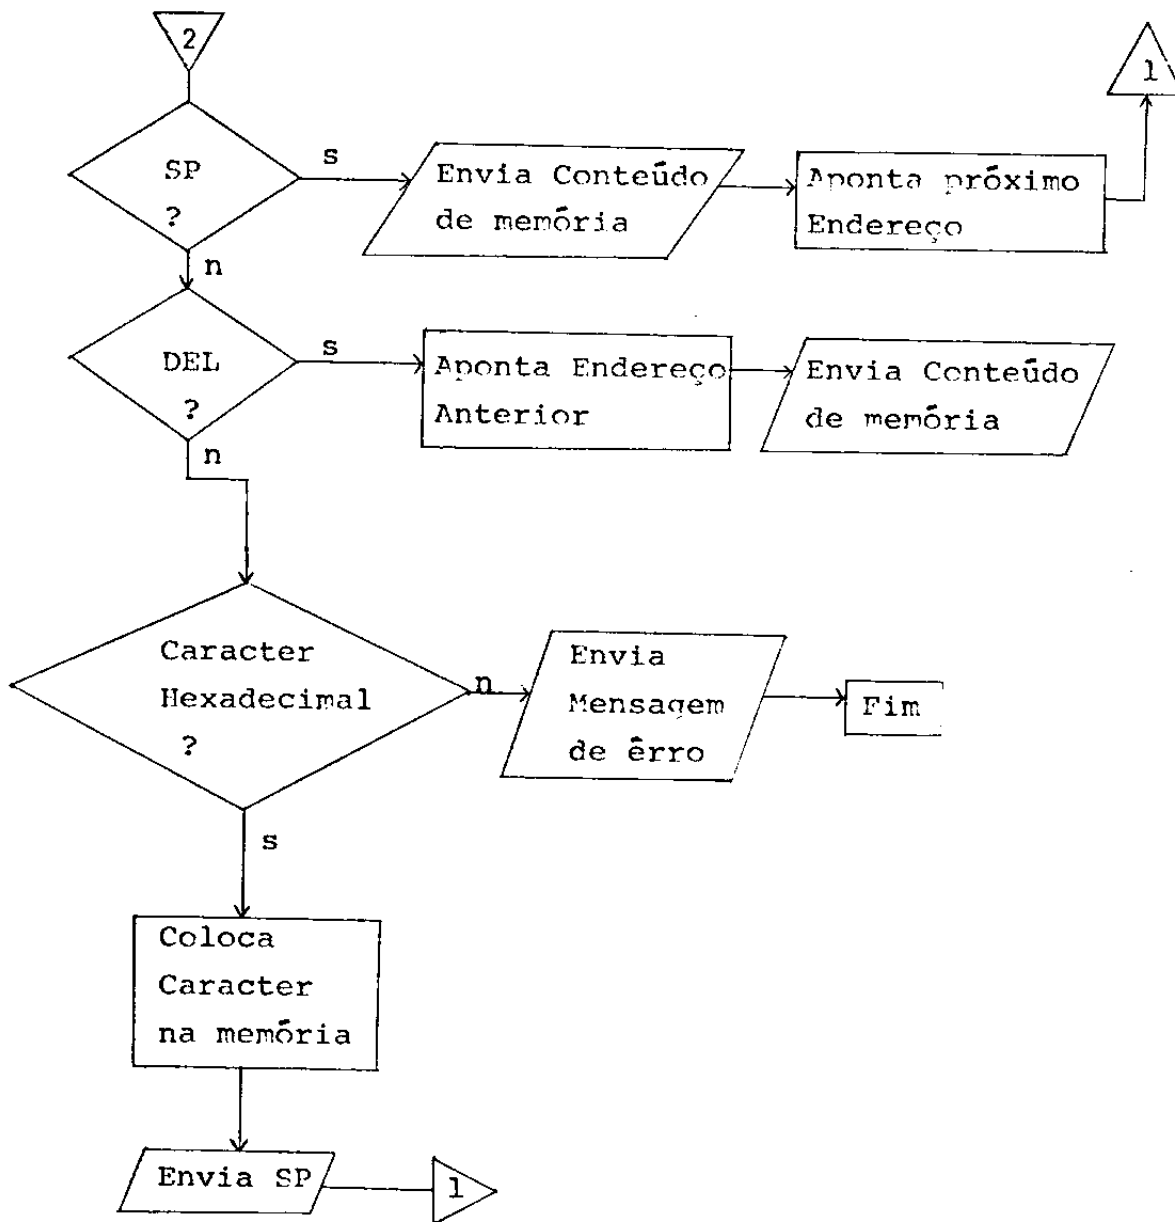 2
1
SP
?
s
Envia Conteúdo
de memória
Aponta próximo
Endereço
n
DEL
?
s
Aponta Endereço
Anterior
Envia Conteúdo
de memória
n
Caracter
Hexadecimal
?
n
Envia
Mensagem
de êrro
Fim
s
Coloca
Caracter
na memória
Envia SP
1